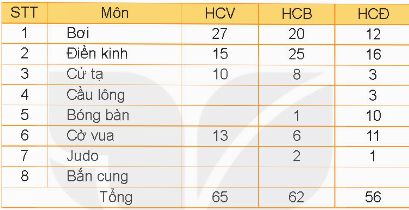 STT Môn HCV HCB HCĐ
1 Bơi 27 20 12
2 Điền kinh 15 25 16
3 Cử tạ 10 8 3
4 Cầu lông 3
5 Bóng bàn 1 10
6 Cờ vua 13 6 11
7 Judo 2 1
8 Bắn cung
Tổng 65 62 56